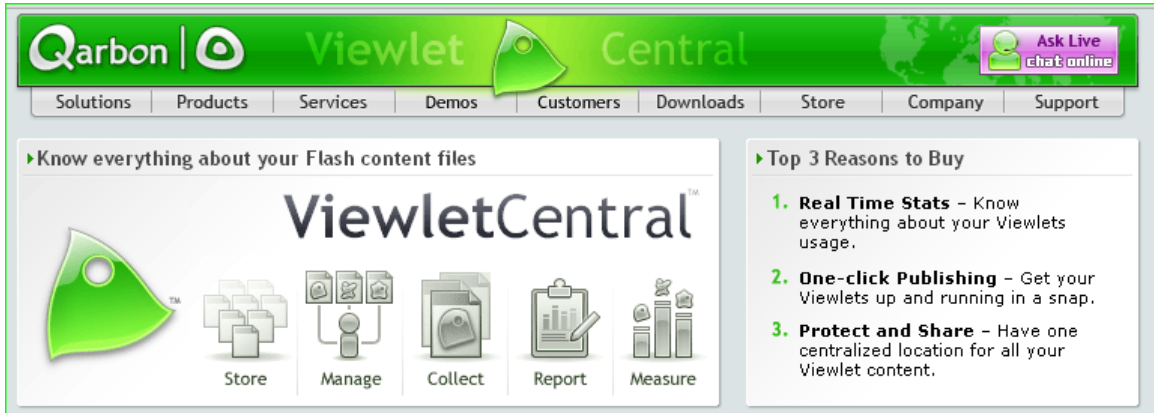 Qarbon Viewlet Central Ask Live
chat online
Solutions Products Services Demos Customers Downloads Store Company Support
Know everything about your Flash content files
ViewletCentral™
™
Store Manage Collect Report Measure
Top 3 Reasons to Buy
1. Real Time Stats – Know
everything about your Viewlets
usage.
2. One-click Publishing – Get your
Viewlets up and running in a snap.
3. Protect and Share – Have one
centralized location for all your
Viewlet content.